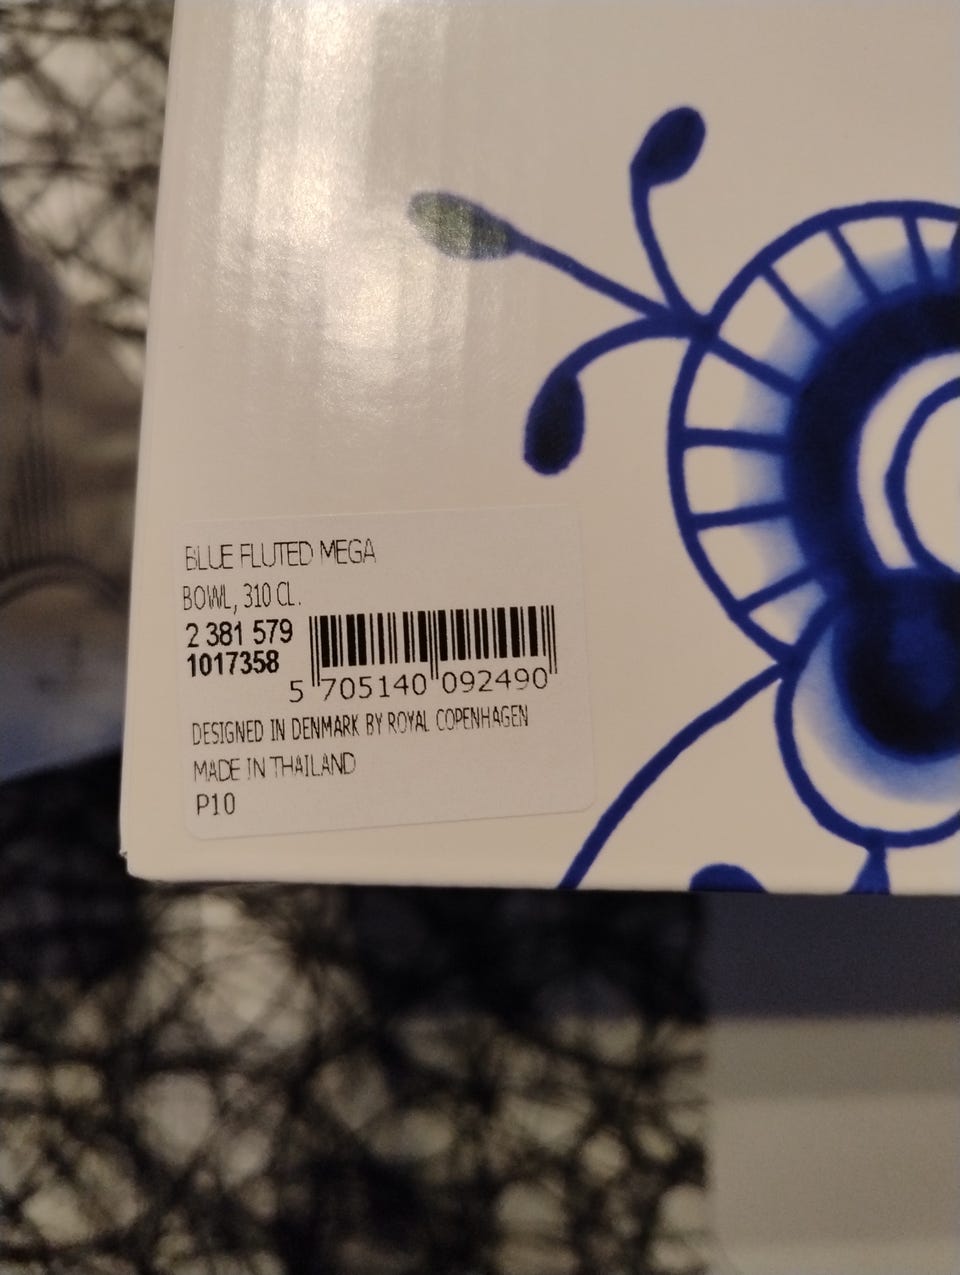 BLUE FLUTED MEGA
BOWL, 310 CL.
2 381 579
1017358
5 705140 092490
DESIGNED IN DENMARK BY ROYAL COPENHAGEN
MADE IN THAILAND
P10